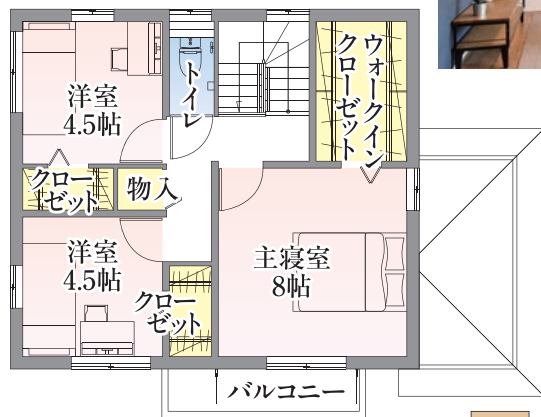 洋室
4.5帖
トイレ
ウォークイン
クローゼット
クロー
ゼット
物入
洋室
4.5帖
クロー
ゼット
主寝室
8帖
バルコニー